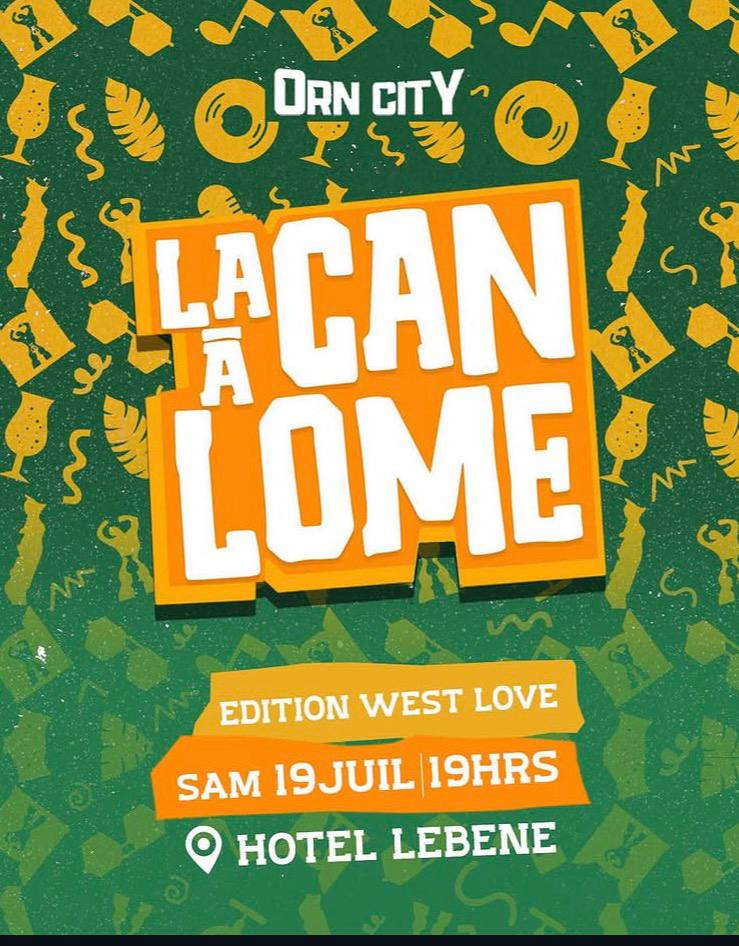 ORN CITY
LA CAN
À LOME
EDITION WEST LOVE
SAM 19JUIL|19HRS
HOTEL LEBENE